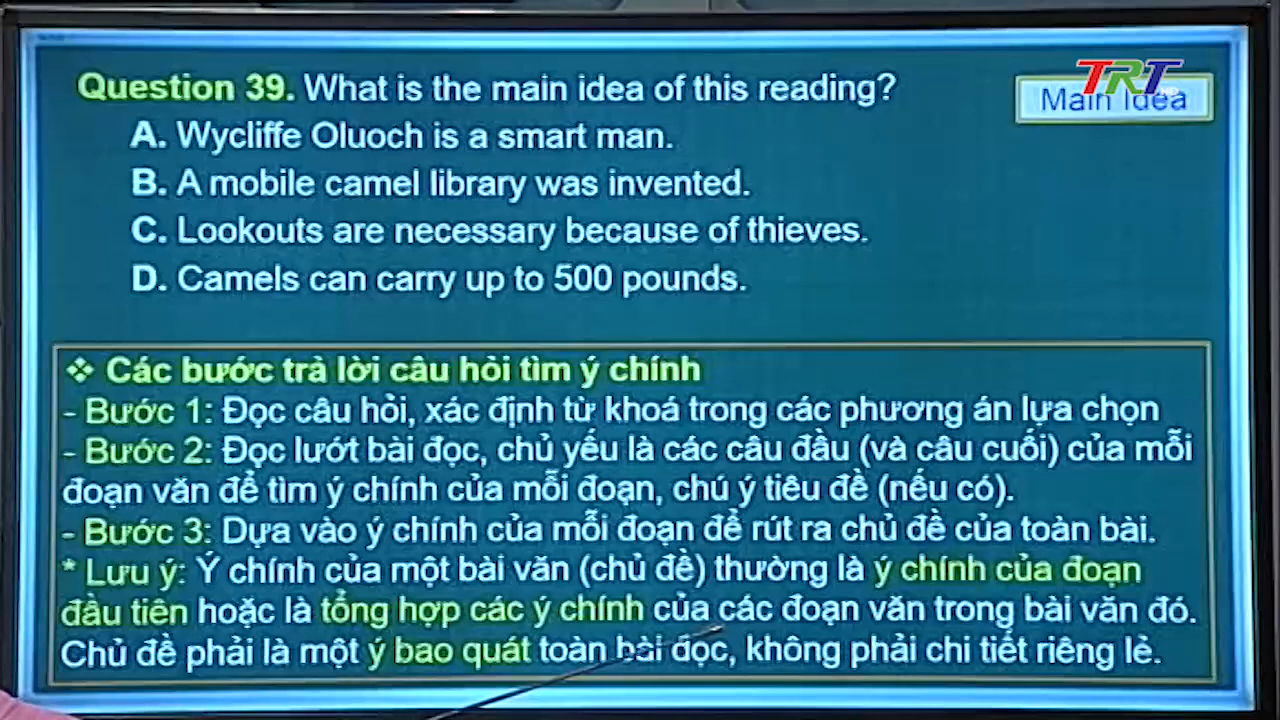 TRT
Question 39. What is the main idea of this reading?
Main Idea
A. Wycliffe Oluoch is a smart man.
B. A mobile camel library was invented.
C. Lookouts are necessary because of thieves.
D. Camels can carry up to 500 pounds.
❖ Các bước trả lời câu hỏi tìm ý chính
- Bước 1: Đọc câu hỏi, xác định từ khoá trong các phương án lựa chọn
- Bước 2: Đọc lướt bài đọc, chủ yếu là các câu đầu (và câu cuối) của mỗi
đoạn văn để tìm ý chính của mỗi đoạn, chú ý tiêu đề (nếu có).
- Bước 3: Dựa vào ý chính của mỗi đoạn để rút ra chủ đề của toàn bài.
* Lưu ý: Ý chính của một bài văn (chủ đề) thường là ý chính của đoạn
đầu tiên hoặc là tổng hợp các ý chính của các đoạn văn trong bài văn đó.
Chủ đề phải là một ý bao quát toàn bài đọc, không phải chi tiết riêng lẻ.